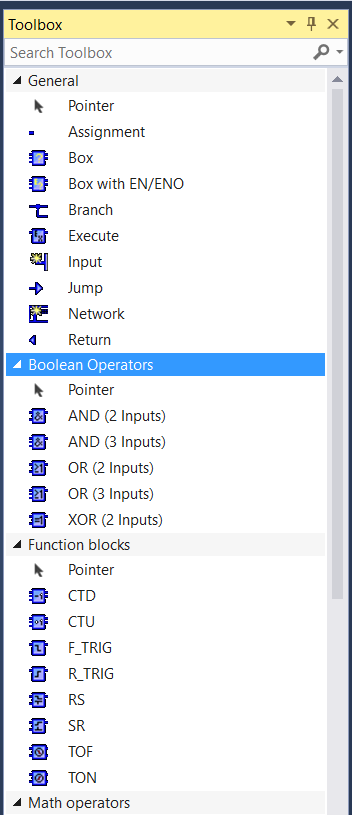 Toolbox
Search Toolbox
General
Pointer
Assignment
Box
Box with EN/ENO
Branch
Execute
Input
Jump
Network
Return
Boolean Operators
Pointer
AND (2 Inputs)
AND (3 Inputs)
OR (2 Inputs)
OR (3 Inputs)
XOR (2 Inputs)
Function blocks
Pointer
CTD
CTU
F_TRIG
R_TRIG
RS
SR
TOF
TON
Math operators